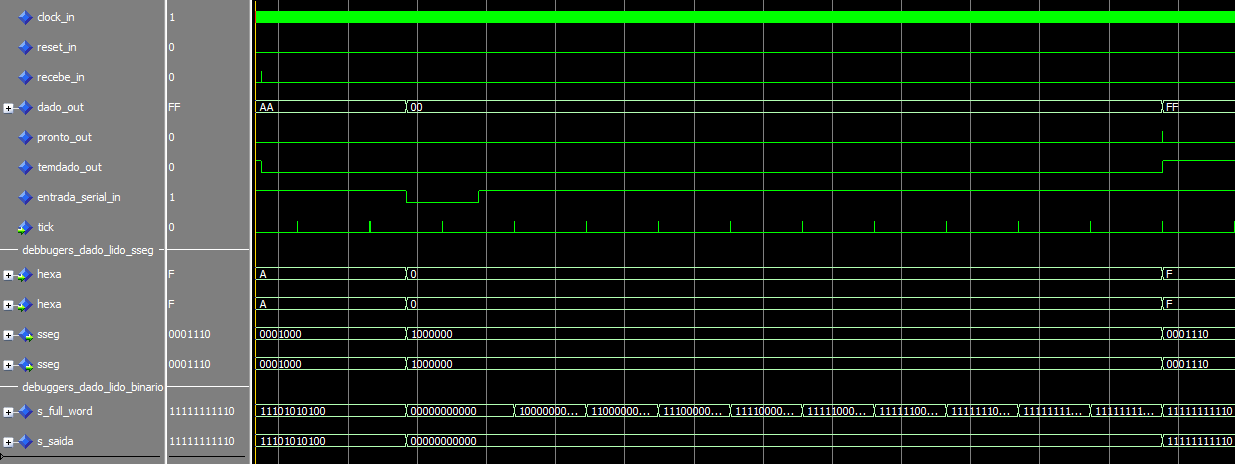 clock_in 1
reset_in 0
recebe_in 0
dado_out FF AA 00 FF
pronto_out 0
temdado_out 0
entrada_serial_in 1
tick 0
debbugers_dado_lido_sseg
hexa F A 0 F
hexa F A 0 F
sseg 0001110 0001000 1000000 0001110
sseg 0001110 0001000 1000000 0001110
debuggers_dado_lido_binario
s_full_word 11111111110 11101010100 00000000000 10000000... 11000000... 11100000... 11110000... 11111000... 11111100... 11111110... 11111111... 11111111... 11111111110
s_saida 11111111110 11101010100 00000000000 11111111110